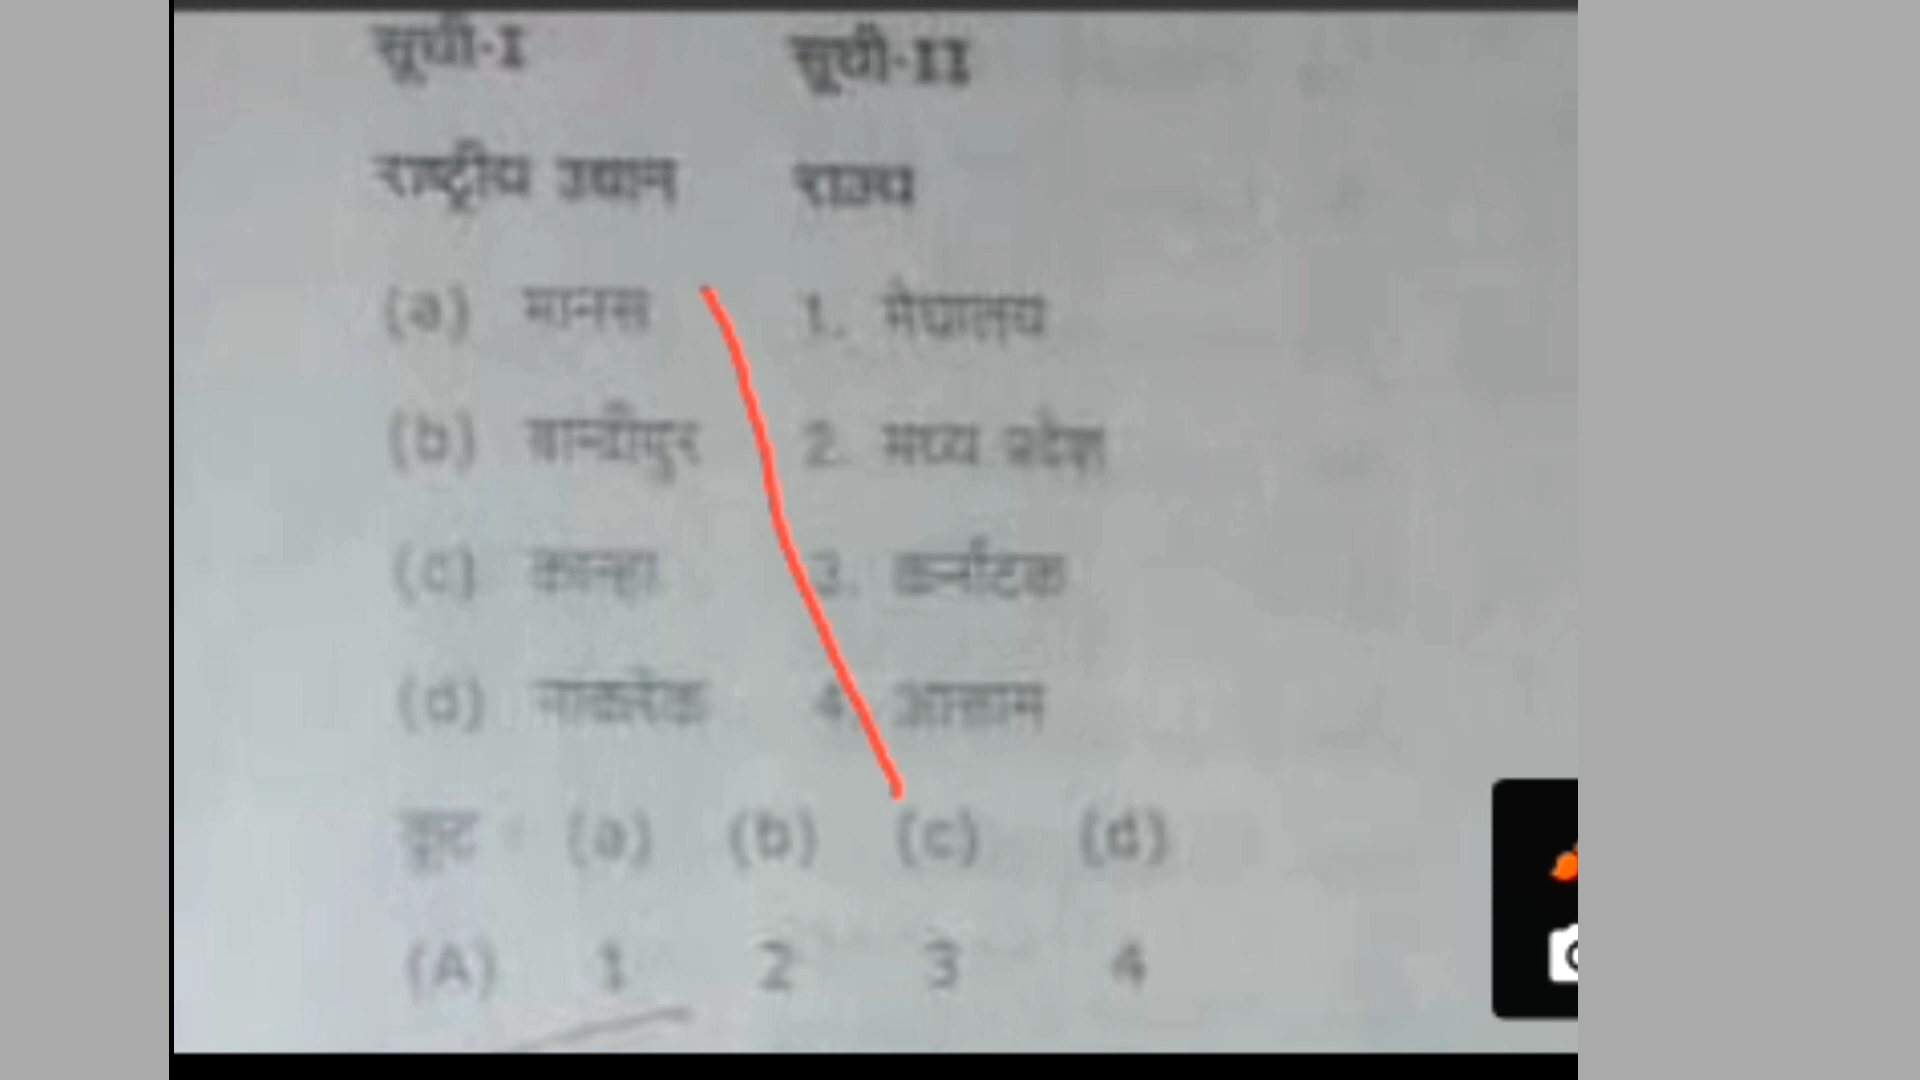 सूची-I सूची-II
राष्ट्रीय उद्यान राज्य
(a) मानस 1. मेघालय
(b) बान्दीपुर 2. मध्य प्रदेश
(c) कान्हा 3. कर्नाटक
(d) नाकरेक 4. आसाम
कूट (a) (b) (c) (d)
(A) 1 2 3 4